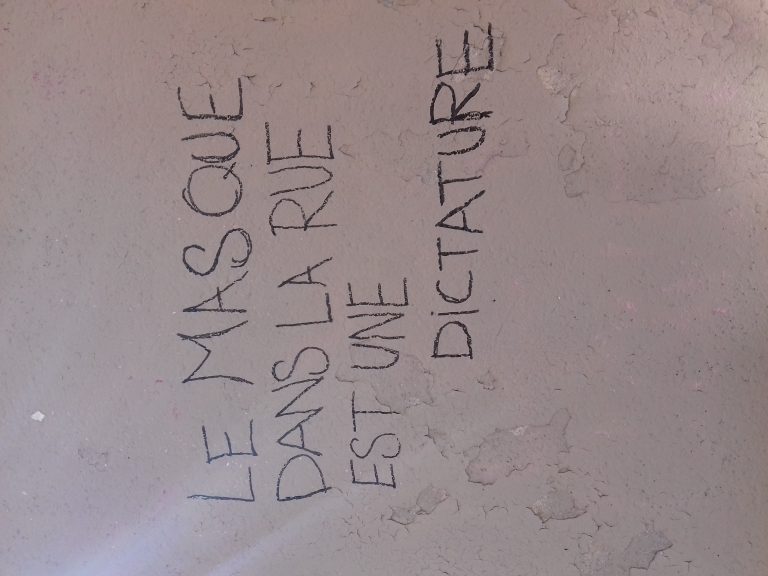 LE MASQUE
DANS LA RUE
EST UNE
DiCTATURE